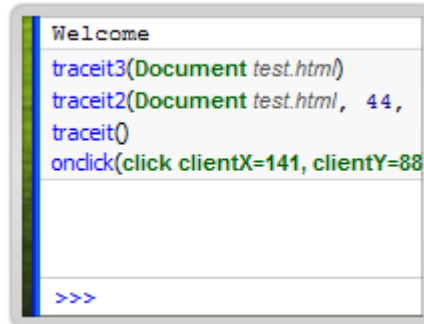 Welcome
traceit3(Document test.html)
traceit2(Document test.html, 44,
traceit()
onclick(click clientX=141, clientY=88
>>>